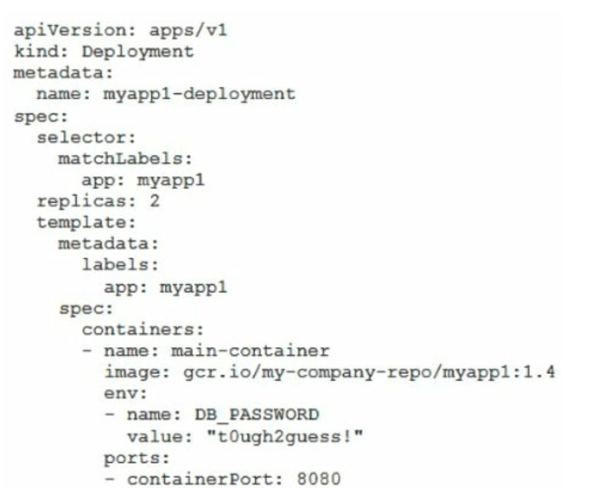 apiVersion: apps/v1
kind: Deployment
metadata:
  name: myapp1-deployment
spec:
  selector:
    matchLabels:
      app: myapp1
  replicas: 2
  template:
    metadata:
      labels:
        app: myapp1
    spec:
      containers:
      - name: main-container
        image: gcr.io/my-company-repo/myapp1:1.4
        env:
        - name: DB_PASSWORD
          value: "t0ugh2guess!"
        ports:
        - containerPort: 8080